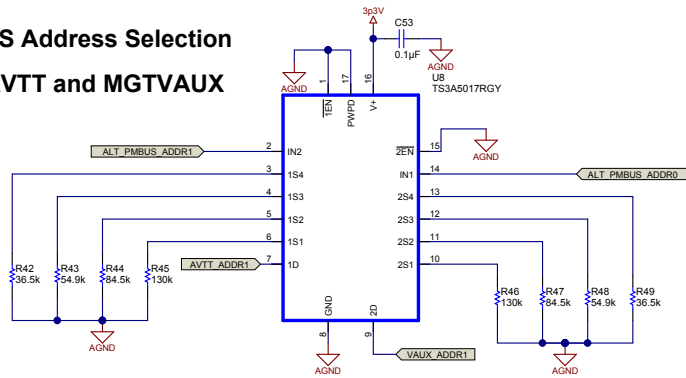 S Address Selection
AVTT and MGTVAUX
3p3V
C53
0.1µF
AGND
U8
TS3A5017RGY
AGND
1
17
16
1EN
PWPD
V+
ALT_PMBUS_ADDR1
2
IN2
2EN
15
AGND
3
1S4
IN1
14
ALT_PMBUS_ADDR0
4
1S3
2S4
13
5
1S2
2S3
12
6
1S1
2S2
11
AVTT_ADDR1
7
1D
2S1
10
R42
36.5k
R43
54.9k
R44
84.5k
R45
130k
R46
130k
R47
84.5k
R48
54.9k
R49
36.5k
GND
2D
8
9
AGND
AGND
VAUX_ADDR1
AGND